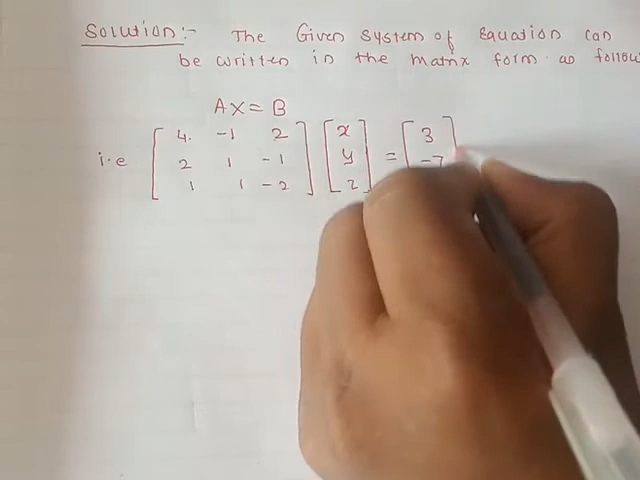 Solution:- The Given System of Equation can
be written in the matrix form as follow
AX = B
i.e [ 4 -1 2 ] [ x ] = [ 3 ]
[ 2 1 -1 ] [ y ] [ -7 ]
[ 1 1 -2 ] [ z ]